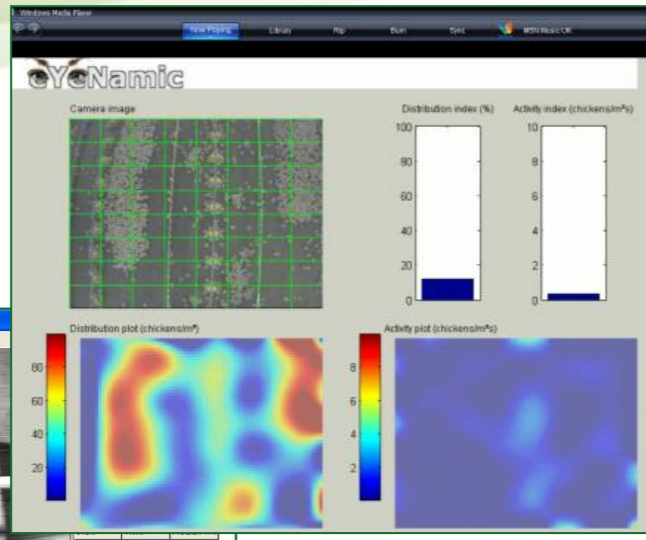 Windows Media Player
Now Playing Library Rip Burn Sync MSN Music UK
eYeNamic
Camera image
Distribution index (%)
Activity index (chickens/m²s)
100
80
60
40
20
0
10
8
6
4
2
0
Distribution plot (chickens/m²)
80
60
40
20
Activity plot (chickens/m²s)
8
6
4
2